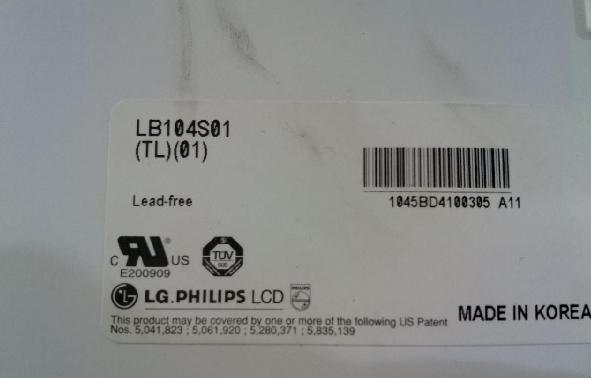 LB104S01
(TL)(01)
1045BD4100305 A11
Lead-free
C RU US
E200909
TÜV
LG.PHILIPS LCD
PHILIPS
MADE IN KOREA
This product may be covered by one or more of the following US Patent
Nos. 5,041,823 ; 5,061,920 ; 5,280,371 ; 5,835,139